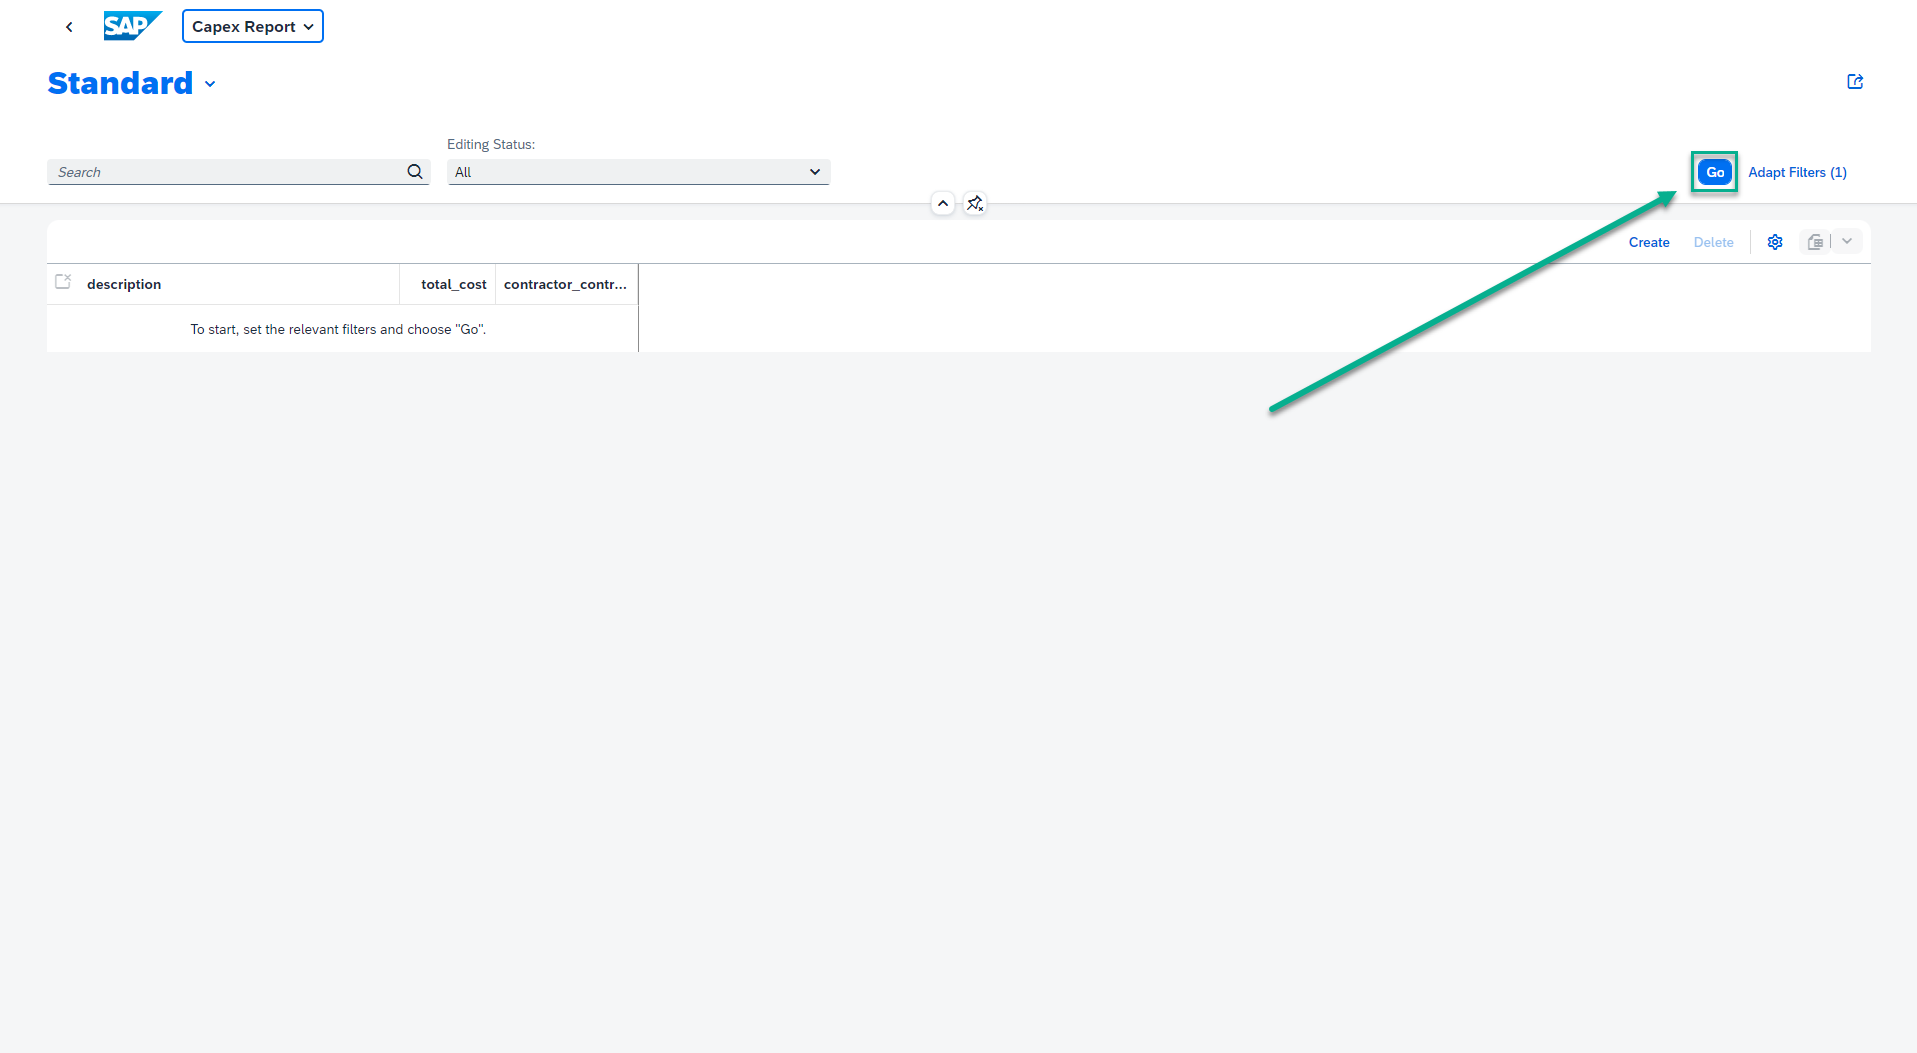 SAP
Capex Report
Standard
Editing Status:
Search
All
Go
Adapt Filters (1)
Create
Delete
description
total_cost
contractor_contr...
To start, set the relevant filters and choose "Go".